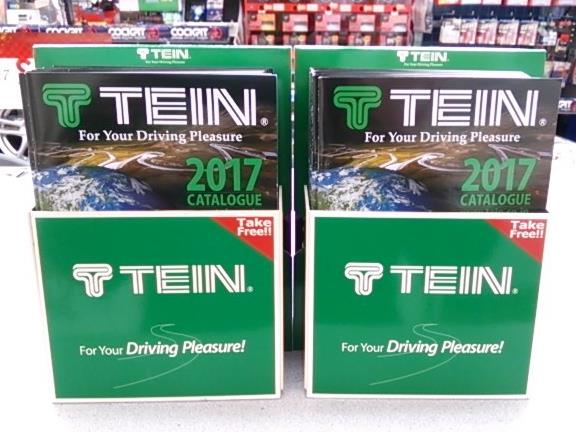 COCKPIT
COCKPIT
TEIN
For Your Driving Pleasure
TEIN.
For Your Driving Pleasure
TEIN®
For Your Driving Pleasure
2017
CATALOGUE
TEIN®
For Your Driving Pleasure
2017
CATALOGUE
Take
Free!!
TEIN®
For Your Driving Pleasure!
Take
Free!!
TEIN®
For Your Driving Pleasure!